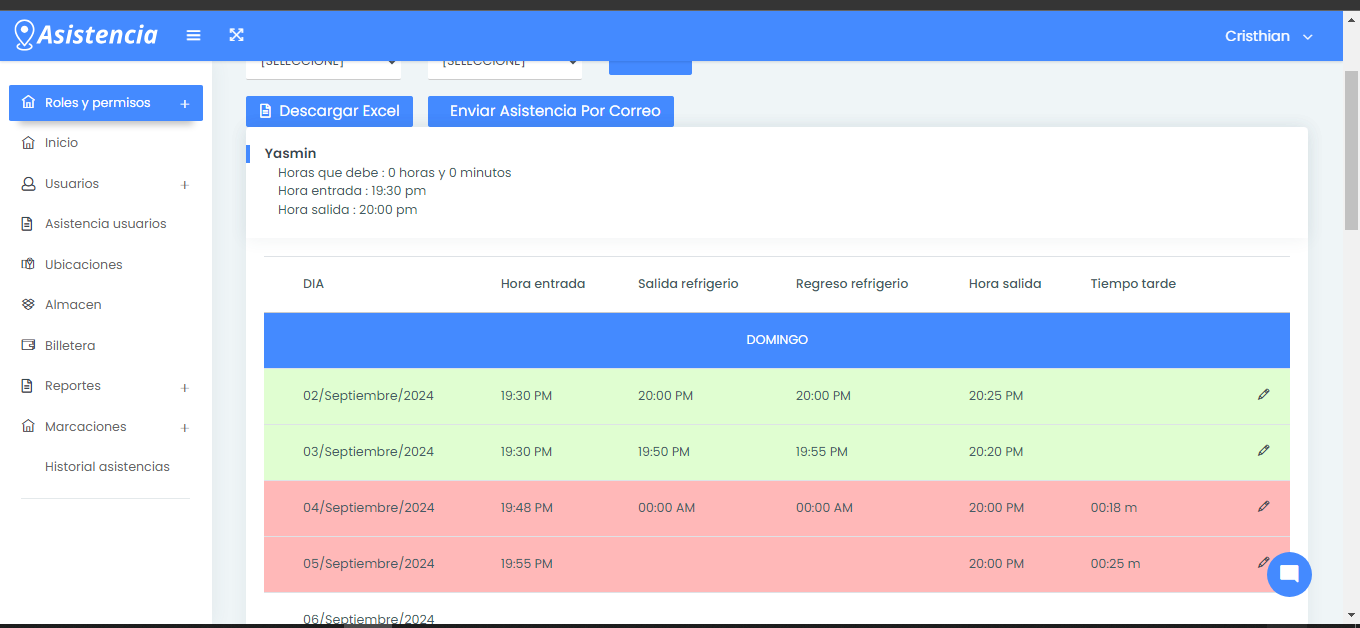 Asistencia
Cristhian
[SELECCIONE] [SELECCIONE]
Roles y permisos +
Inicio
Usuarios +
Asistencia usuarios
Ubicaciones
Almacen
Billetera
Reportes +
Marcaciones +
Historial asistencias
Descargar Excel Enviar Asistencia Por Correo
Yasmin
Horas que debe : 0 horas y 0 minutos
Hora entrada : 19:30 pm
Hora salida : 20:00 pm
DIA Hora entrada Salida refrigerio Regreso refrigerio Hora salida Tiempo tarde
DOMINGO
02/Septiembre/2024 19:30 PM 20:00 PM 20:00 PM 20:25 PM
03/Septiembre/2024 19:30 PM 19:50 PM 19:55 PM 20:20 PM
04/Septiembre/2024 19:48 PM 00:00 AM 00:00 AM 20:00 PM 00:18 m
05/Septiembre/2024 19:55 PM 20:00 PM 00:25 m
06/Septiembre/2024